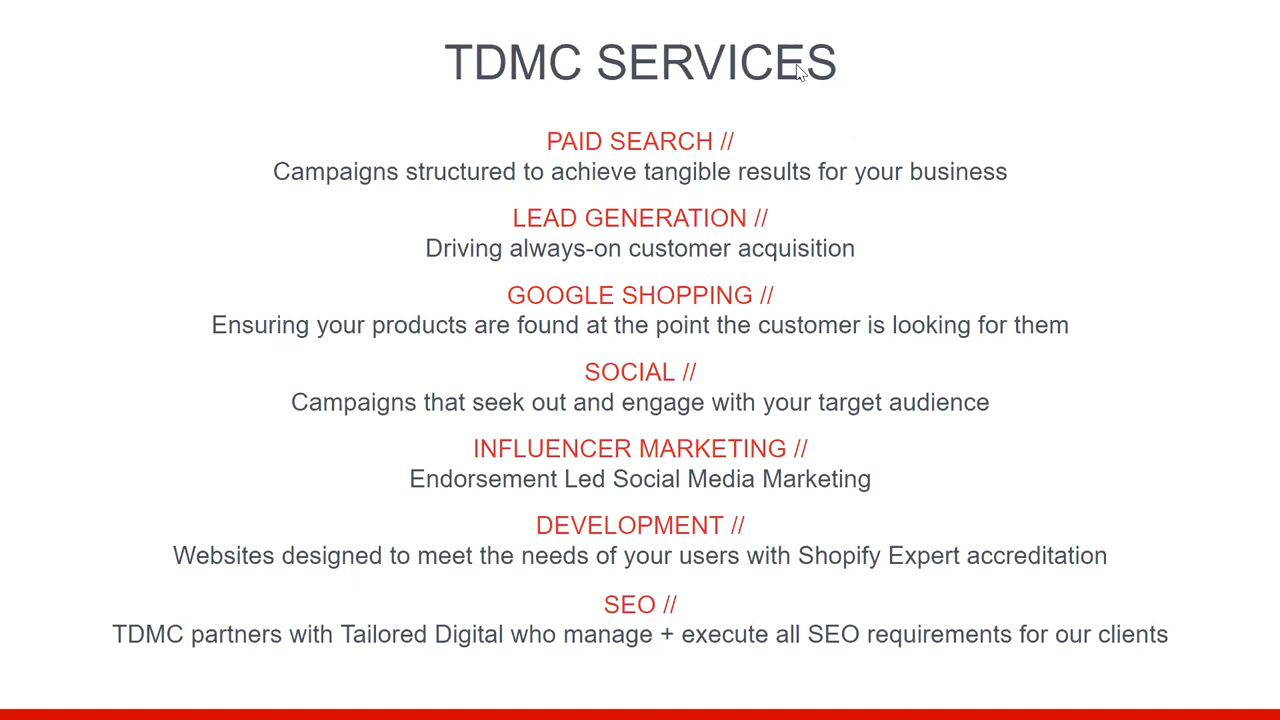 TDMC SERVICES
PAID SEARCH //
Campaigns structured to achieve tangible results for your business
LEAD GENERATION //
Driving always-on customer acquisition
GOOGLE SHOPPING //
Ensuring your products are found at the point the customer is looking for them
SOCIAL //
Campaigns that seek out and engage with your target audience
INFLUENCER MARKETING //
Endorsement Led Social Media Marketing
DEVELOPMENT //
Websites designed to meet the needs of your users with Shopify Expert accreditation
SEO //
TDMC partners with Tailored Digital who manage + execute all SEO requirements for our clients